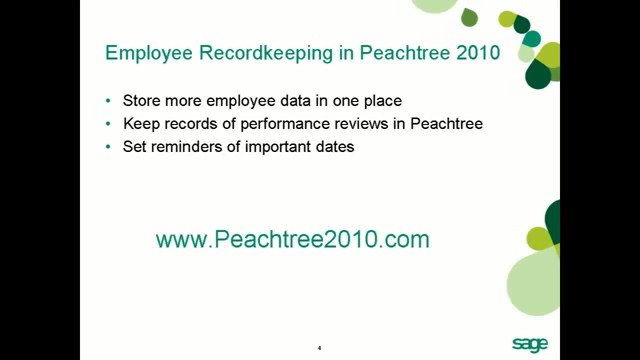 Employee Recordkeeping in Peachtree 2010
• Store more employee data in one place
• Keep records of performance reviews in Peachtree
• Set reminders of important dates
www.Peachtree2010.com
4
sage